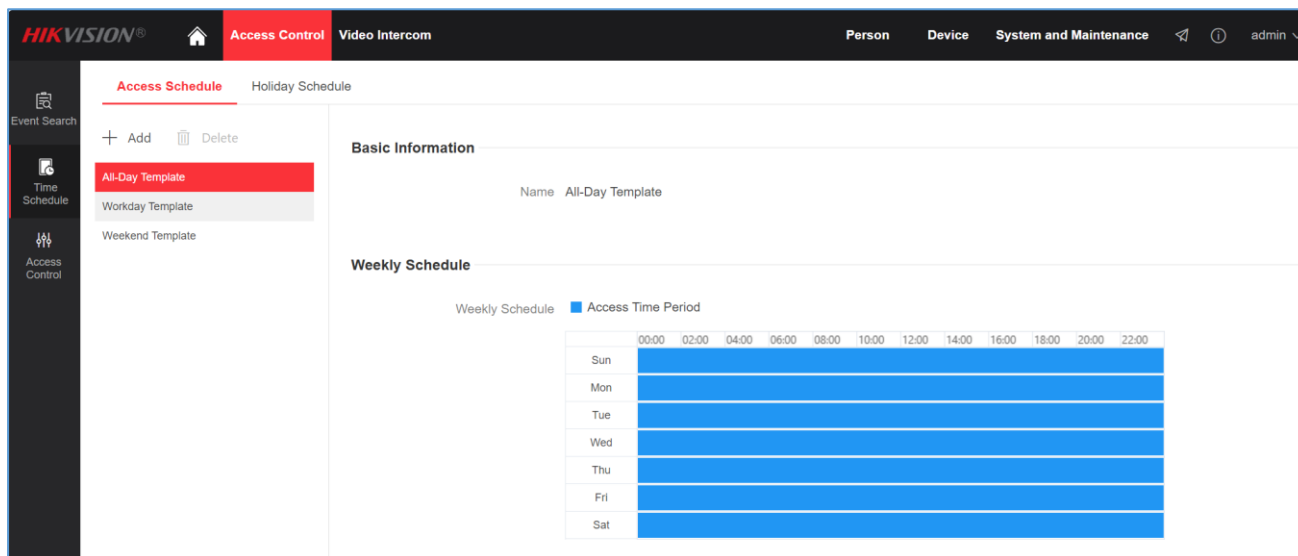 HIKVISION® Access Control Video Intercom Person Device System and Maintenance admin
Event Search
Time
Schedule
Access
Control
Access Schedule Holiday Schedule
+ Add Delete
All-Day Template
Workday Template
Weekend Template
Basic Information
Name All-Day Template
Weekly Schedule
Weekly Schedule Access Time Period
00:00 02:00 04:00 06:00 08:00 10:00 12:00 14:00 16:00 18:00 20:00 22:00
Sun
Mon
Tue
Wed
Thu
Fri
Sat